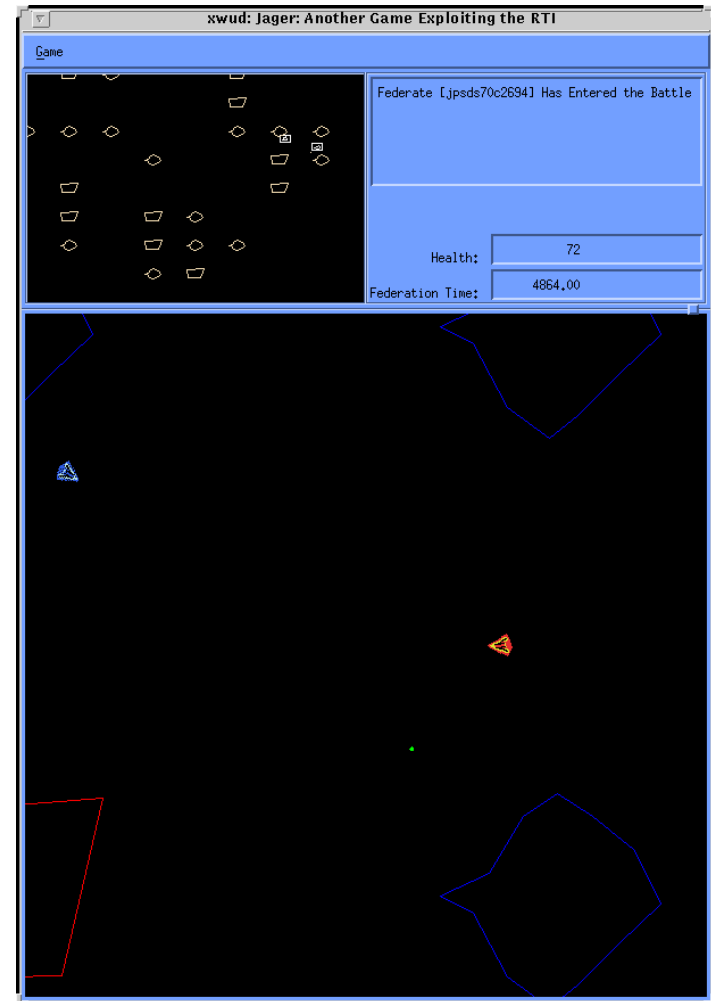 xwud: Jager: Another Game Exploiting the RTI
Game
Federate [jpsds70c2694] Has Entered the Battle
Health: 72
Federation Time: 4864.00